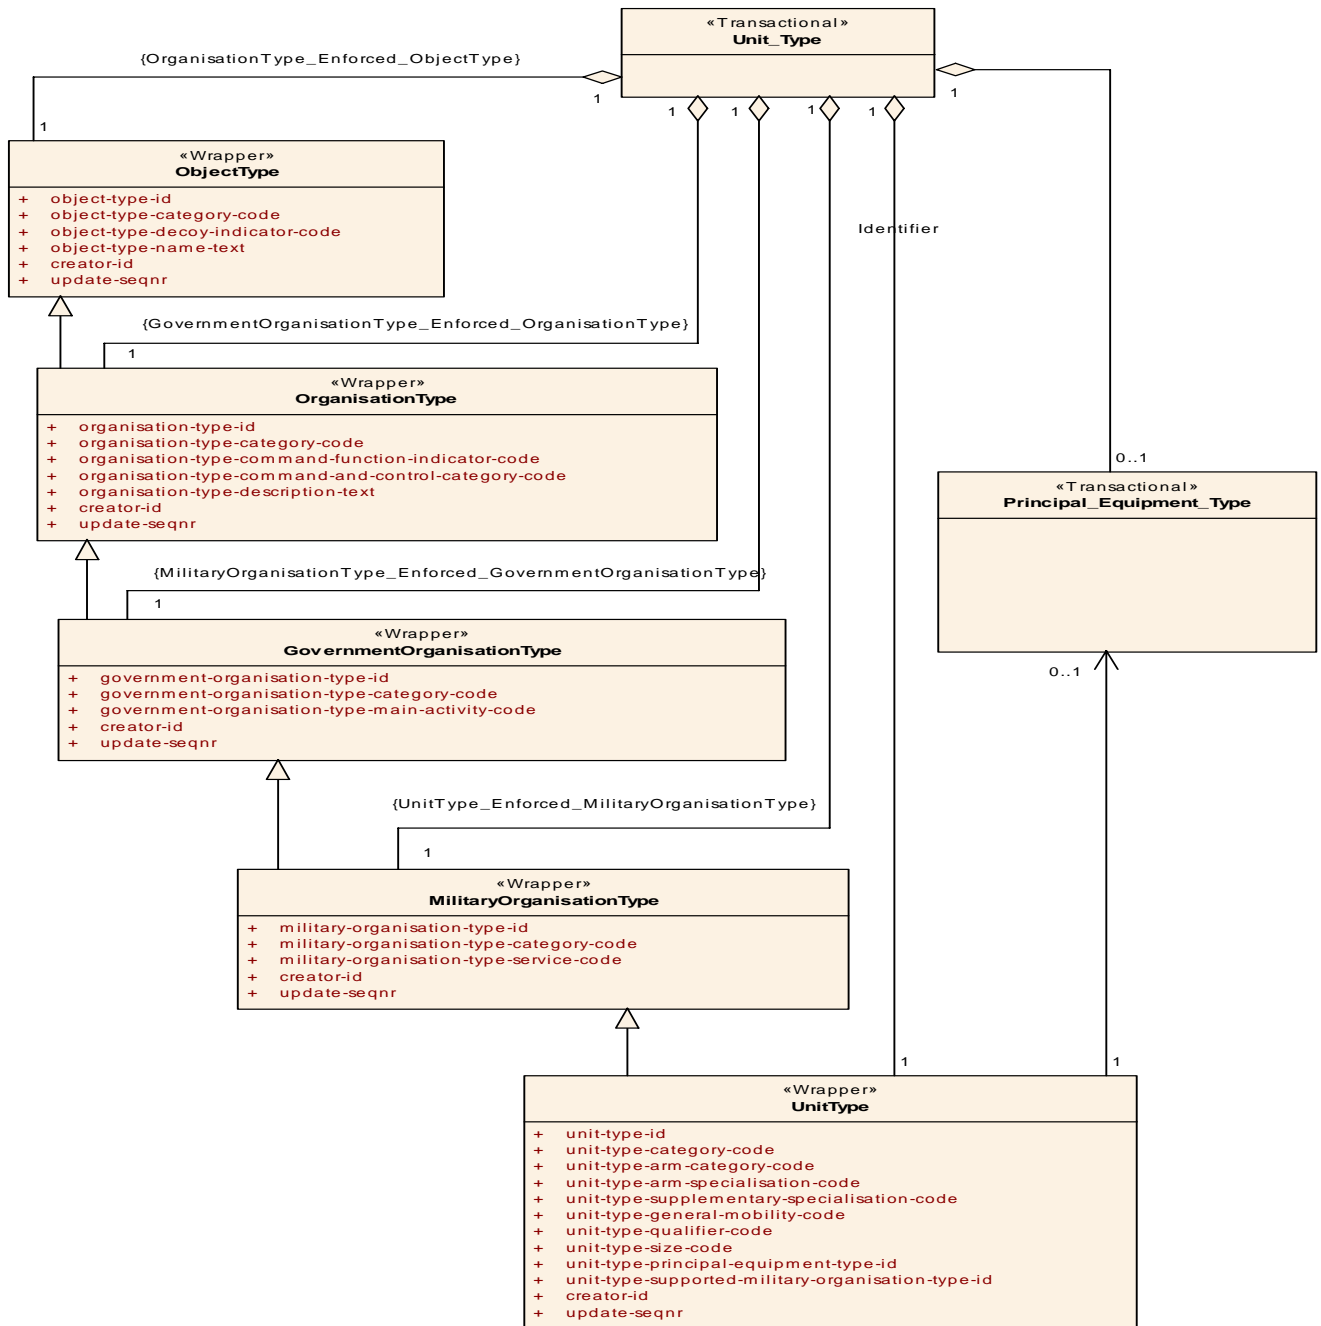 «Transactional»
Unit_Type
{OrganisationType_Enforced_ObjectType}
1
1
1
1
1
1
1
«Wrapper»
ObjectType
+ object-type-id
+ object-type-category-code
+ object-type-decoy-indicator-code
+ object-type-name-text
+ creator-id
+ update-seqnr
Identifier
{GovernmentOrganisationType_Enforced_OrganisationType}
1
«Wrapper»
OrganisationType
+ organisation-type-id
+ organisation-type-category-code
+ organisation-type-command-function-indicator-code
+ organisation-type-command-and-control-category-code
+ organisation-type-description-text
+ creator-id
+ update-seqnr
0..1
«Transactional»
Principal_Equipment_Type
{MilitaryOrganisationType_Enforced_GovernmentOrganisationType}
1
«Wrapper»
GovernmentOrganisationType
+ government-organisation-type-id
+ government-organisation-type-category-code
+ government-organisation-type-main-activity-code
+ creator-id
+ update-seqnr
0..1
{UnitType_Enforced_MilitaryOrganisationType}
1
«Wrapper»
MilitaryOrganisationType
+ military-organisation-type-id
+ military-organisation-type-category-code
+ military-organisation-type-service-code
+ creator-id
+ update-seqnr
1
1
«Wrapper»
UnitType
+ unit-type-id
+ unit-type-category-code
+ unit-type-arm-category-code
+ unit-type-arm-specialisation-code
+ unit-type-supplementary-specialisation-code
+ unit-type-general-mobility-code
+ unit-type-qualifier-code
+ unit-type-size-code
+ unit-type-principal-equipment-type-id
+ unit-type-supported-military-organisation-type-id
+ creator-id
+ update-seqnr